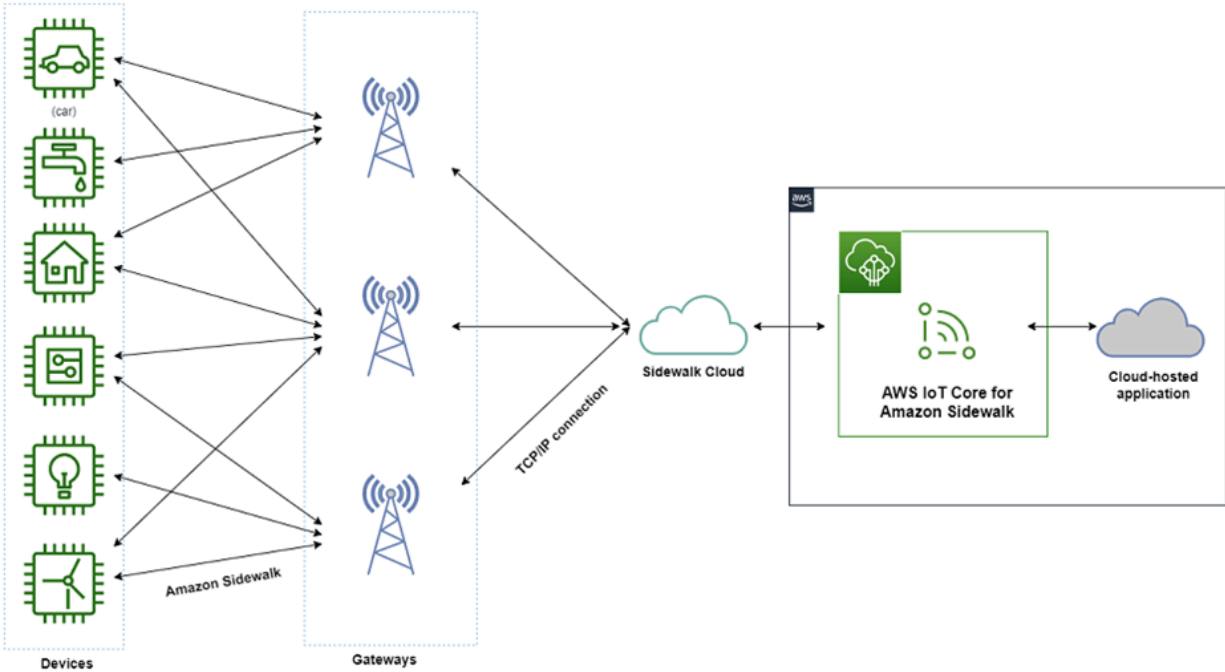 (car)
aws
Sidewalk Cloud
AWS IoT Core for
Amazon Sidewalk
Cloud-hosted
application
TCP/IP connection
Amazon Sidewalk
Devices
Gateways